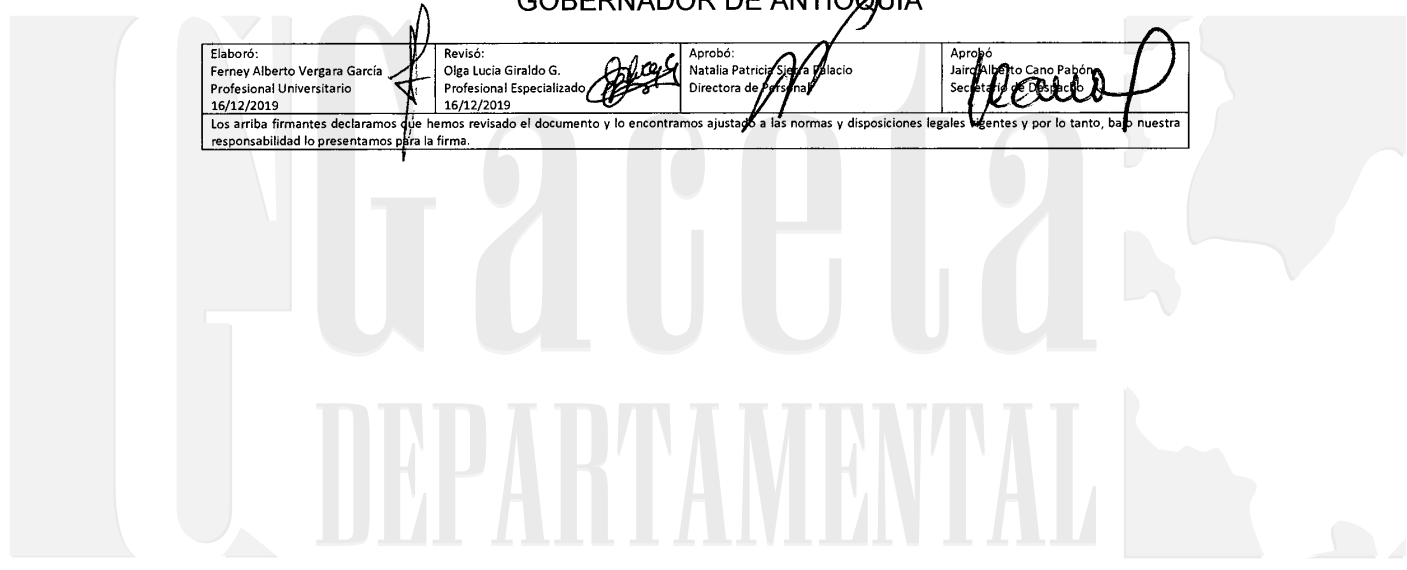 GOBERNADOR DE ANTIOQUIA
Elaboró:
Ferney Alberto Vergara García
Profesional Universitario
16/12/2019
Revisó:
Olga Lucia Giraldo G.
Profesional Especializado
16/12/2019
Aprobó:
Natalia Patricia Sierra Palacio
Directora de Personal
Aprobó
Jairo Alberto Cano Pabón
Secretario de Despacho
Los arriba firmantes declaramos que hemos revisado el documento y lo encontramos ajustado a las normas y disposiciones legales vigentes y por lo tanto, bajo nuestra
responsabilidad lo presentamos para la firma.
Gaceta
DEPARTAMENTAL